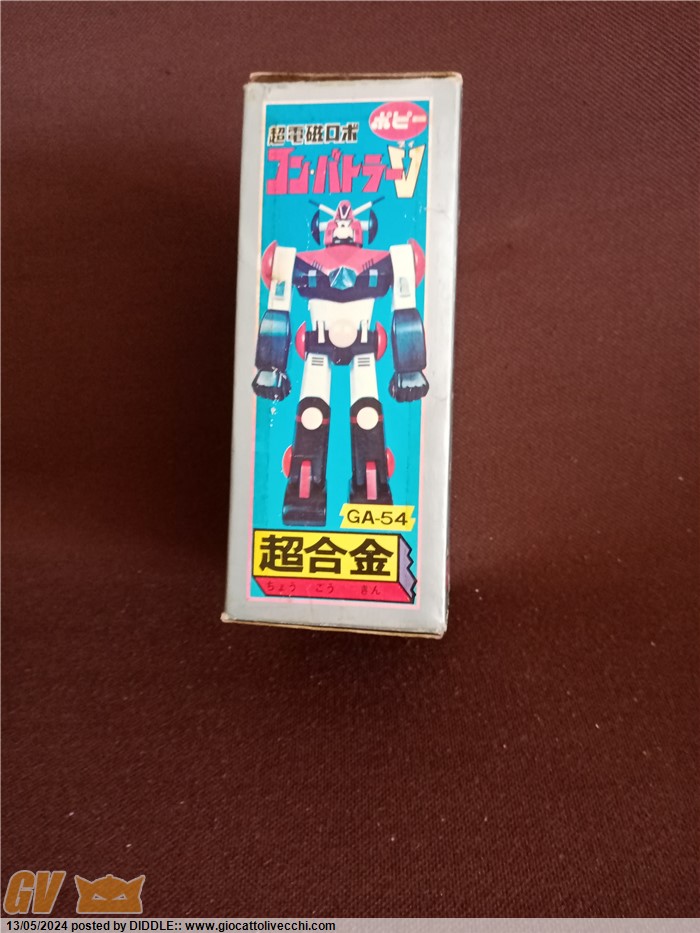 ポピー
超電磁ロボ
コン・バトラーV
ブイ
GA-54
超合金
ちょう ごう きん
GV
13/05/2024 posted by DIDDLE:: www.giocattolivecchi.com